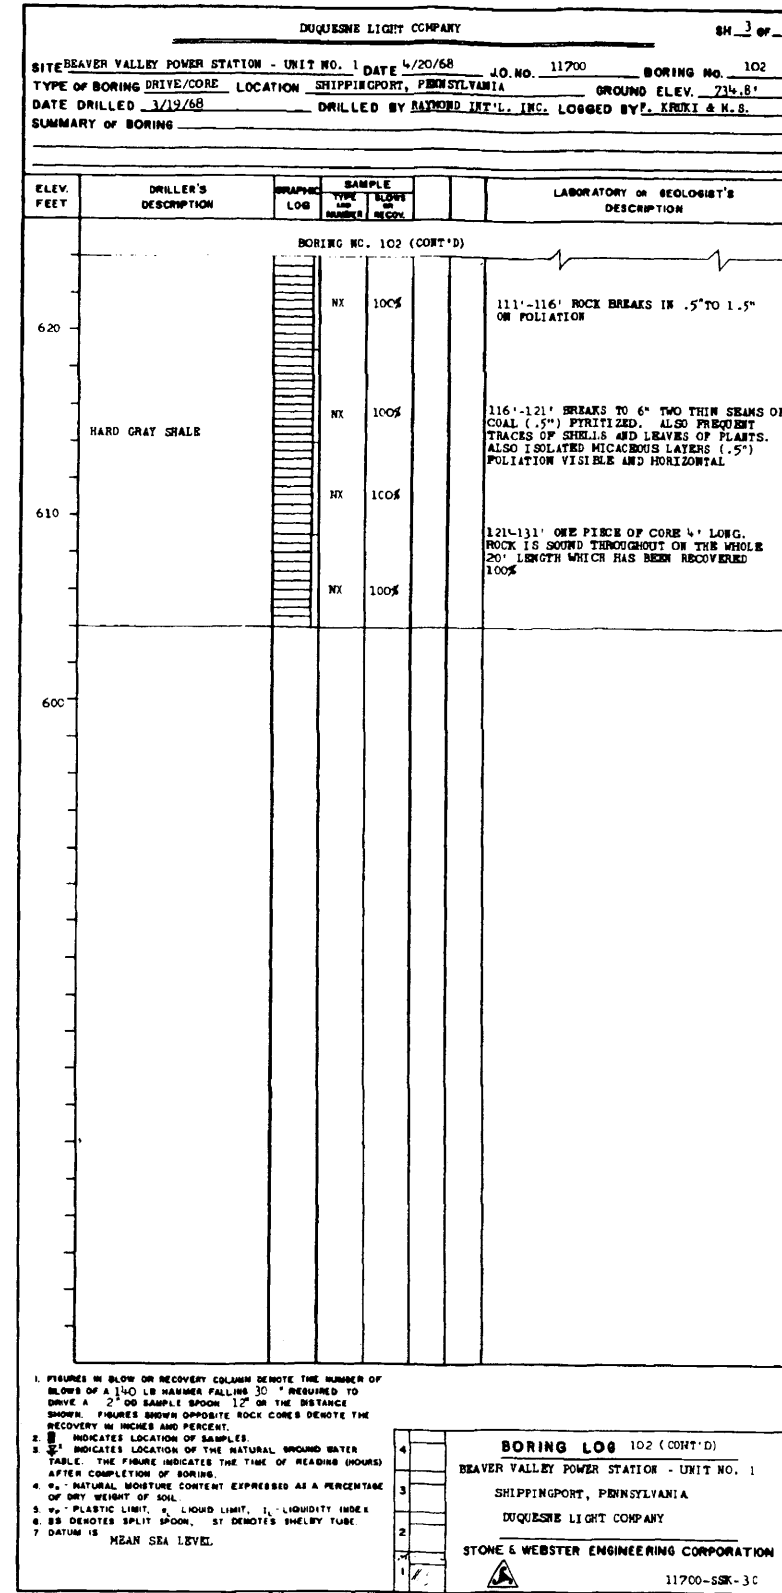 DUQUESNE LIGHT COMPANY
SH 3 OF
SITE BEAVER VALLEY POWER STATION - UNIT NO. 1 DATE 4/20/68 J.O. NO. 11700 BORING NO. 102
TYPE OF BORING DRIVE/CORE LOCATION SHIPPINGPORT, PENNSYLVANIA GROUND ELEV. 734.8'
DATE DRILLED 3/19/68 DRILLED BY RAYMOND INT'L. INC. LOGGED BY P. KRUKI &
SUMMARY OF BORING
ELEV. FEET
DRILLER'S DESCRIPTION
GRAPHIC LOG
SAMPLE
TYPE AND NUMBER
BLOWS OR RECOV.
LABORATORY OR GEOLOGIST'S DESCRIPTION
BORING NO. 102 (CONT'D)
NX 100% 111'-116' ROCK BREAKS IN .5" TO 1.5"
ON FOLIATION
620
NX 100% 116'-121' BREAKS TO 6" TWO THIN SEAMS OF
COAL (.5") PYRITIZED. ALSO FREQUENT
HARD GRAY SHALE
TRACES OF SHELLS AND LEAVES OF PLANTS.
ALSO ISOLATED MICACEOUS LAYERS (.5")
FOLIATION VISIBLE AND HORIZONTAL
NX 100%
610
121'-131' ONE PIECE OF CORE 4' LONG.
ROCK IS SOUND THROUGHOUT ON THE WHOLE
20' LENGTH WHICH HAS BEEN RECOVERED
100%
NX 100%
600
1. FIGURES IN BLOW OR RECOVERY COLUMN DENOTE THE NUMBER OF
BLOWS OF A 140 LB HAMMER FALLING 30 " REQUIRED TO
DRIVE A 2" OD SAMPLE SPOON 12" OR THE DISTANCE
SHOWN. FIGURES SHOWN OPPOSITE ROCK CORES DENOTE THE
RECOVERY IN INCHES AND PERCENT.
2. INDICATES LOCATION OF SAMPLES.
3. INDICATES LOCATION OF THE NATURAL GROUND WATER
TABLE. THE FIGURE INDICATES THE TIME OF READING (HOURS)
AFTER COMPLETION OF BORING.
4. - NATURAL MOISTURE CONTENT EXPRESSED AS A PERCENTAGE
OF DRY WEIGHT OF SOIL.
5. - PLASTIC LIMIT, LIQUID LIMIT, - LIQUIDITY INDEX
6. SS DENOTES SPLIT SPOON, ST DENOTES SHELBY TUBE.
7 DATUM IS MEAN SEA LEVEL
4
3
2
1
BORING LOG 102 (CONT'D)
BEAVER VALLEY POWER STATION - UNIT NO. 1
SHIPPINGPORT, PENNSYLVANIA
DUQUESNE LIGHT COMPANY
STONE & WEBSTER ENGINEERING CORPORATION
11700-SSK-3C